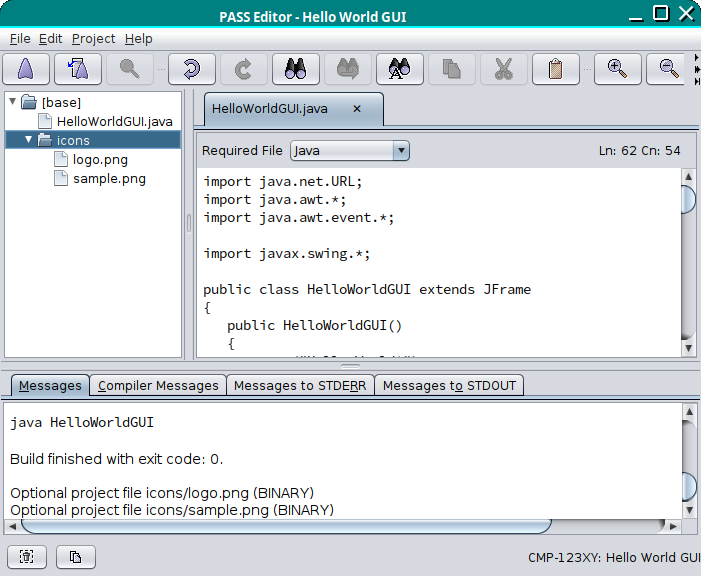 PASS Editor - Hello World GUI
File Edit Project Help
[base]
HelloWorldGUI.java
icons
logo.png
sample.png
HelloWorldGUI.java ×
Required File Java Ln: 62 Cn: 54
import java.net.URL;
import java.awt.*;
import java.awt.event.*;
import javax.swing.*;
public class HelloWorldGUI extends JFrame
{
public HelloWorldGUI()
{
Messages Compiler Messages Messages to STDERR Messages to STDOUT
java HelloWorldGUI
Build finished with exit code: 0.
Optional project file icons/logo.png (BINARY)
Optional project file icons/sample.png (BINARY)
CMP-123XY: Hello World GUI